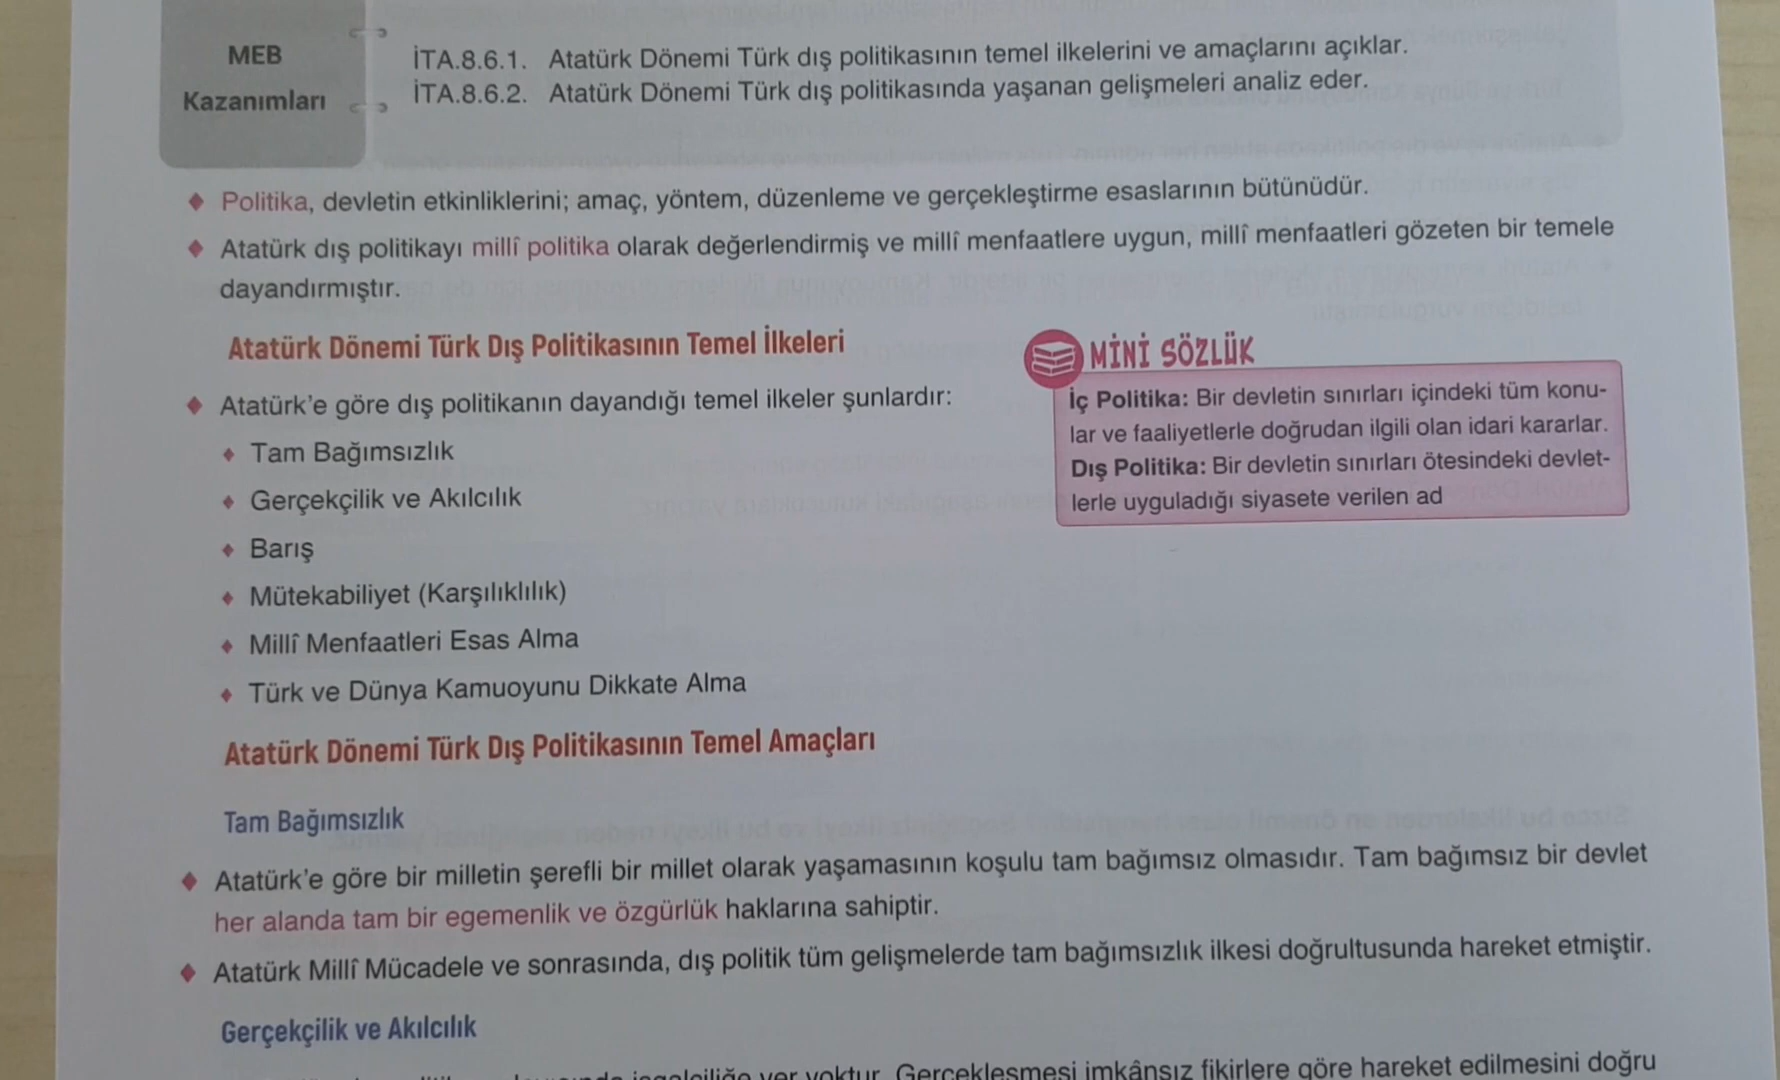 MEB
Kazanımları
İTA.8.6.1. Atatürk Dönemi Türk dış politikasının temel ilkelerini ve amaçlarını açıklar.
İTA.8.6.2. Atatürk Dönemi Türk dış politikasında yaşanan gelişmeleri analiz eder.
Politika, devletin etkinliklerini; amaç, yöntem, düzenleme ve gerçekleştirme esaslarının bütünüdür.
Atatürk dış politikayı millî politika olarak değerlendirmiş ve millî menfaatlere uygun, millî menfaatleri gözeten bir temele
dayandırmıştır.
Atatürk Dönemi Türk Dış Politikasının Temel İlkeleri
Atatürk'e göre dış politikanın dayandığı temel ilkeler şunlardır:
Tam Bağımsızlık
Gerçekçilik ve Akılcılık
Barış
Mütekabiliyet (Karşılıklılık)
Millî Menfaatleri Esas Alma
Türk ve Dünya Kamuoyunu Dikkate Alma
MİNİ SÖZLÜK
İç Politika: Bir devletin sınırları içindeki tüm konu-
lar ve faaliyetlerle doğrudan ilgili olan idari kararlar.
Dış Politika: Bir devletin sınırları ötesindeki devlet-
lerle uyguladığı siyasete verilen ad
Atatürk Dönemi Türk Dış Politikasının Temel Amaçları
Tam Bağımsızlık
Atatürk'e göre bir milletin şerefli bir millet olarak yaşamasının koşulu tam bağımsız olmasıdır. Tam bağımsız bir devlet
her alanda tam bir egemenlik ve özgürlük haklarına sahiptir.
Atatürk Millî Mücadele ve sonrasında, dış politik tüm gelişmelerde tam bağımsızlık ilkesi doğrultusunda hareket etmiştir.
Gerçekçilik ve Akılcılık
yer yoktur. Gerçekleşmesi imkânsız fikirlere göre hareket edilmesini doğru